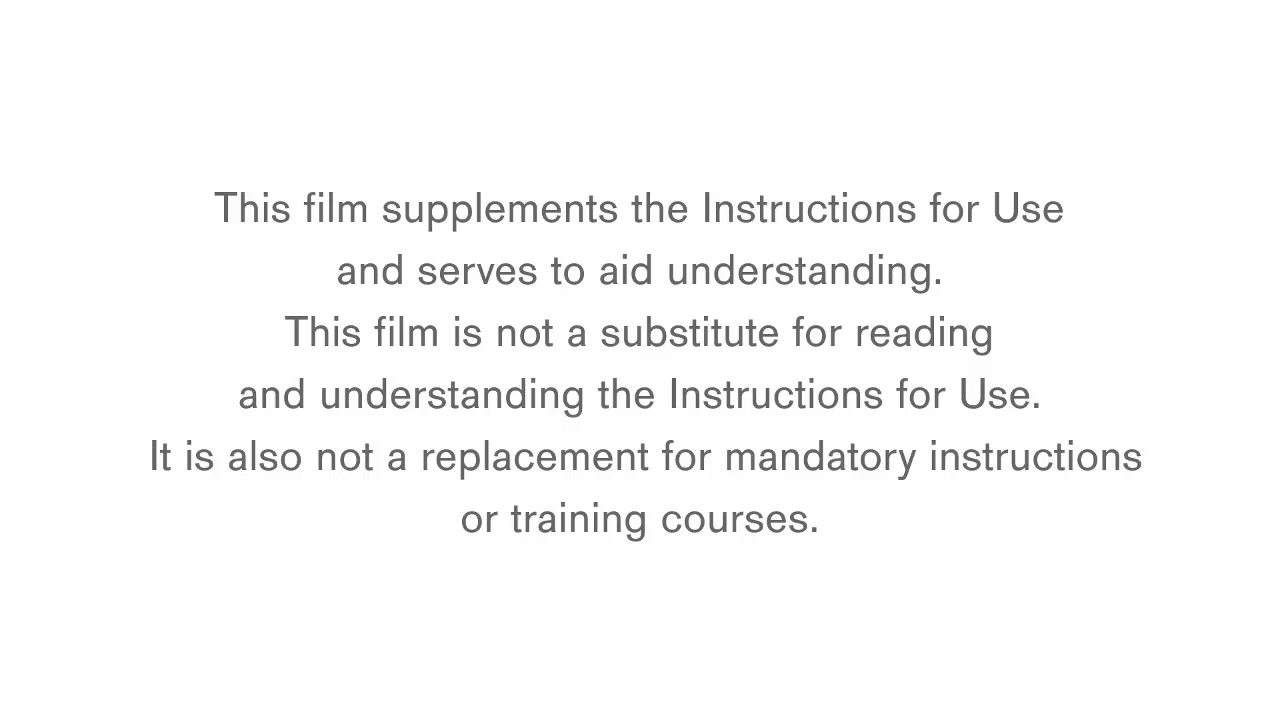 This film supplements the Instructions for Use
and serves to aid understanding.
This film is not a substitute for reading
and understanding the Instructions for Use.
It is also not a replacement for mandatory instructions
or training courses.